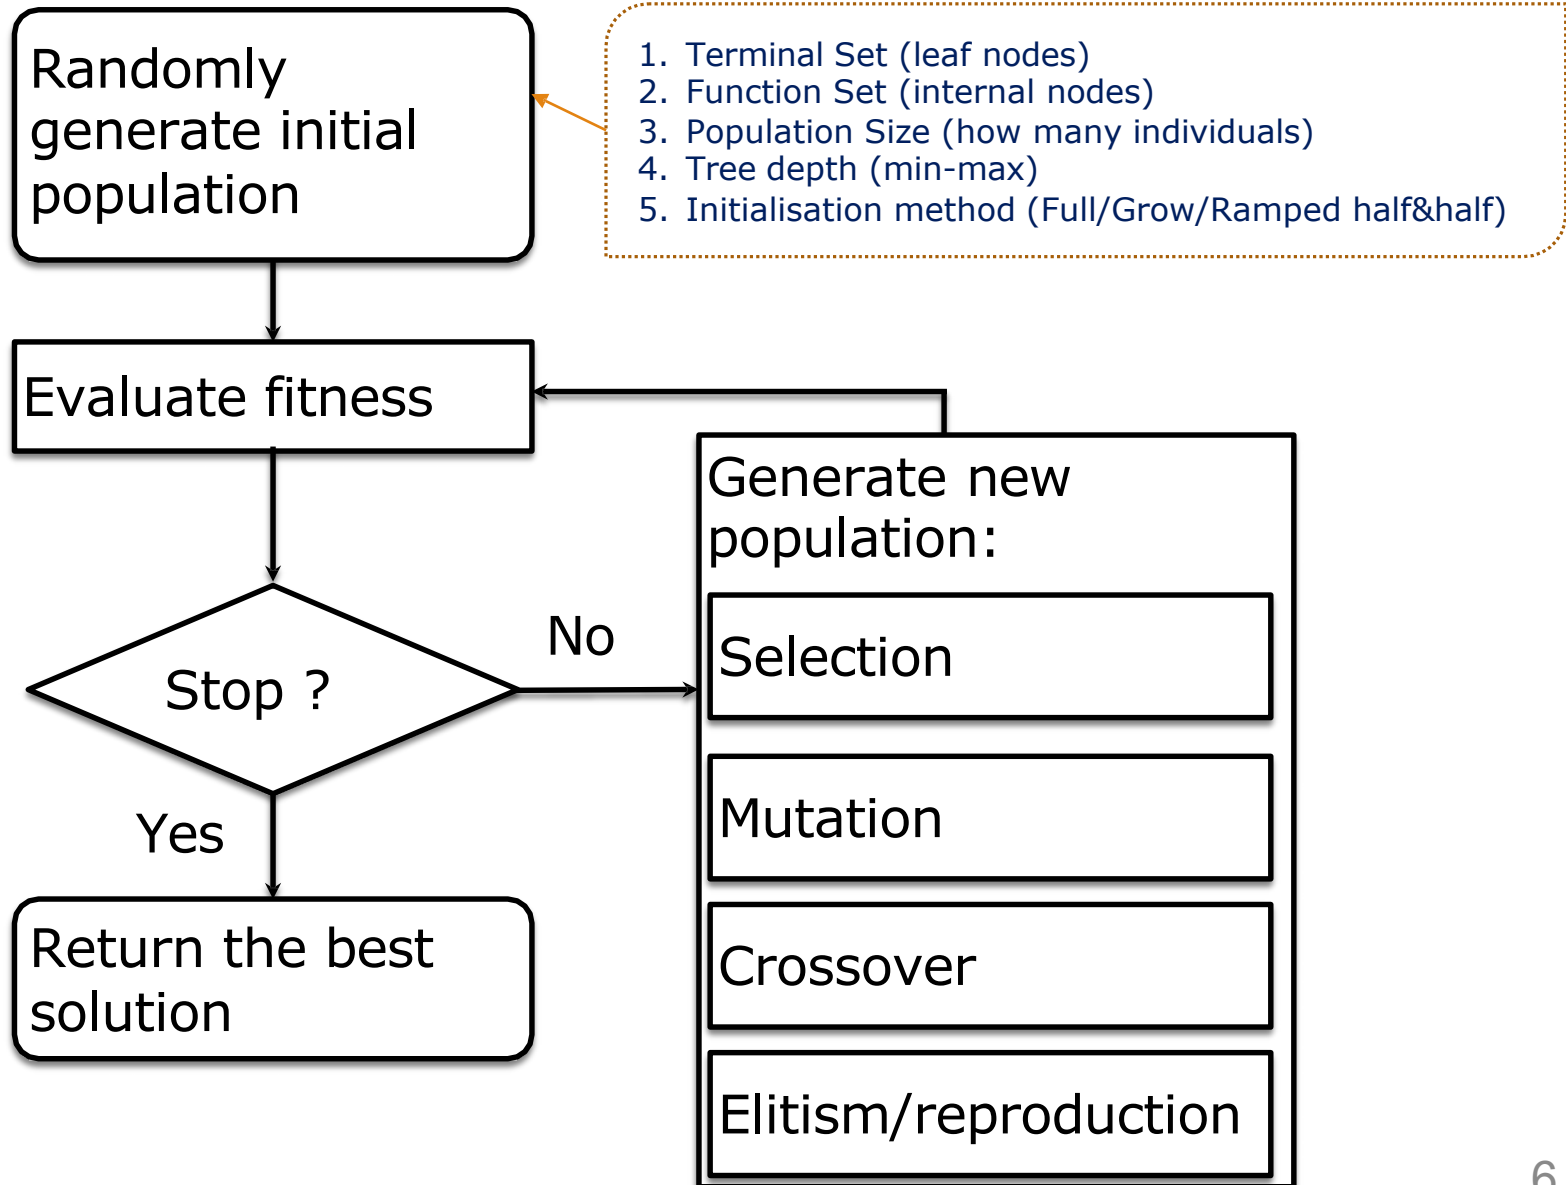 Randomly
generate initial
population
1. Terminal Set (leaf nodes)
2. Function Set (internal nodes)
3. Population Size (how many individuals)
4. Tree depth (min-max)
5. Initialisation method (Full/Grow/Ramped half&half)
Evaluate fitness
Stop ?
No
Yes
Return the best
solution
Generate new
population:
Selection
Mutation
Crossover
Elitism/reproduction
6